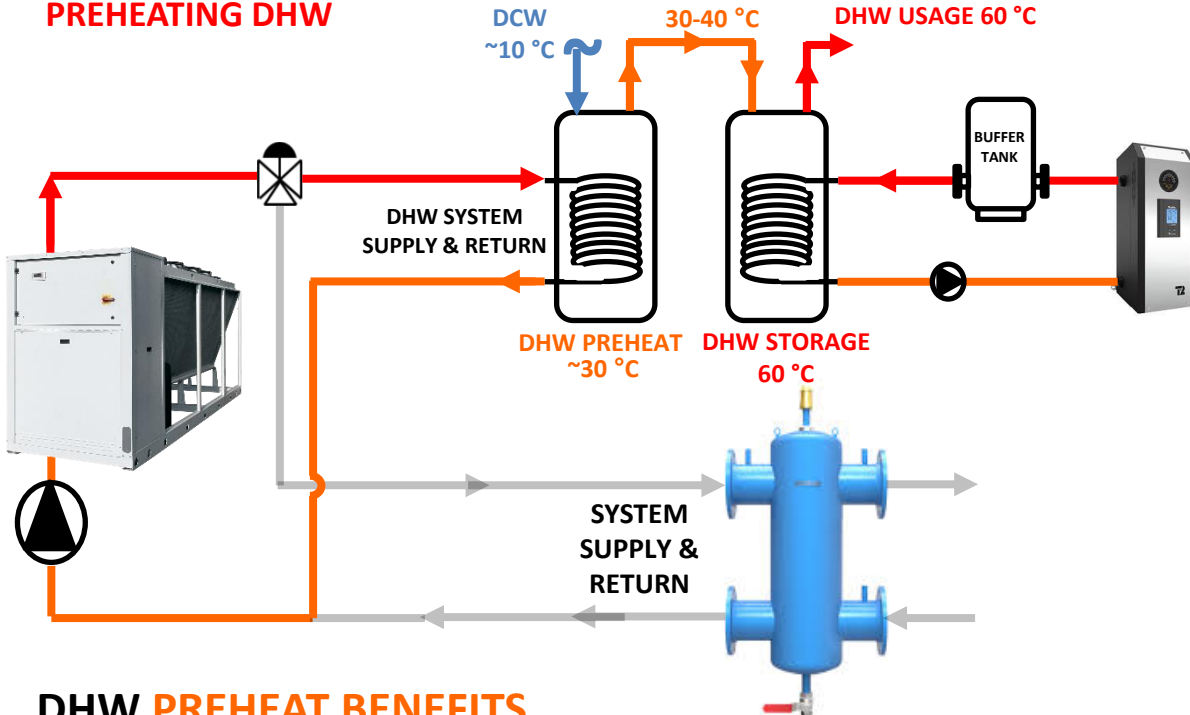 PREHEATING DHW
DCW
~10 °C
30-40 °C
DHW USAGE 60 °C
BUFFER
TANK
DHW SYSTEM
SUPPLY & RETURN
DHW PREHEAT
~30 °C
DHW STORAGE
60 °C
SYSTEM
SUPPLY &
RETURN
DHW PREHEAT BENEFITS